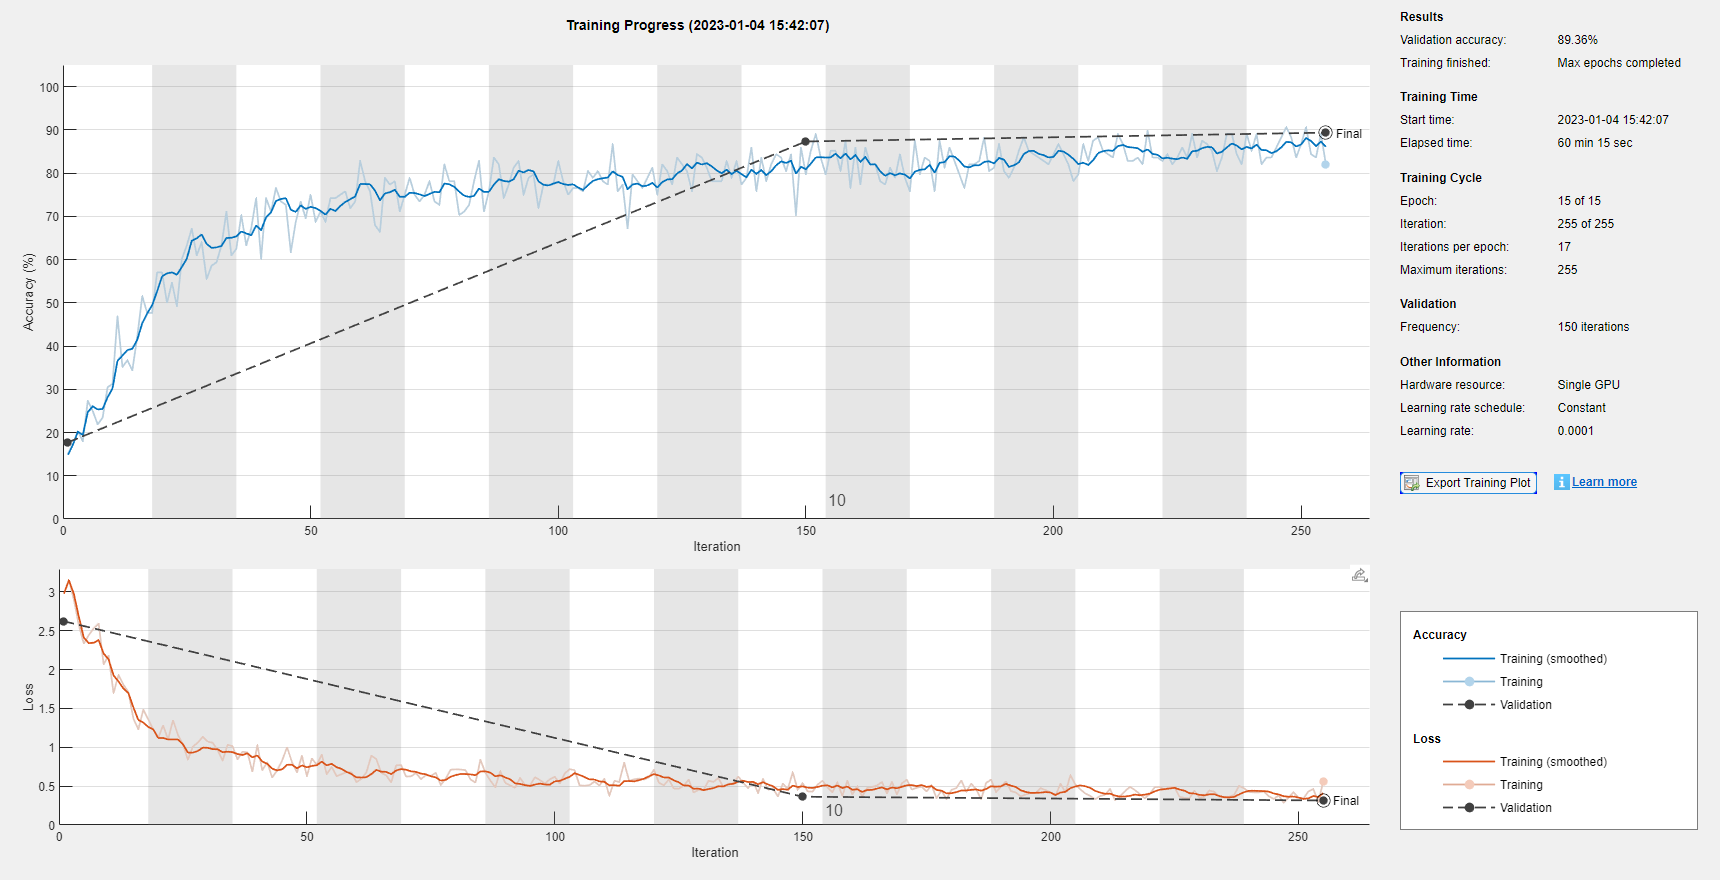 Training Progress (2023-01-04 15:42:07)
100
90
80
70
60
50
40
30
20
10
0
Accuracy (%)
Final
10
0
50
100
150
200
250
Iteration
3
2.5
2
1.5
1
0.5
0
Loss
Final
10
0
50
100
150
200
250
Iteration
Results
Validation accuracy: 89.36%
Training finished: Max epochs completed
Training Time
Start time: 2023-01-04 15:42:07
Elapsed time: 60 min 15 sec
Training Cycle
Epoch: 15 of 15
Iteration: 255 of 255
Iterations per epoch: 17
Maximum iterations: 255
Validation
Frequency: 150 iterations
Other Information
Hardware resource: Single GPU
Learning rate schedule: Constant
Learning rate: 0.0001
Export Training Plot
i Learn more
Accuracy
Training (smoothed)
Training
Validation
Loss
Training (smoothed)
Training
Validation